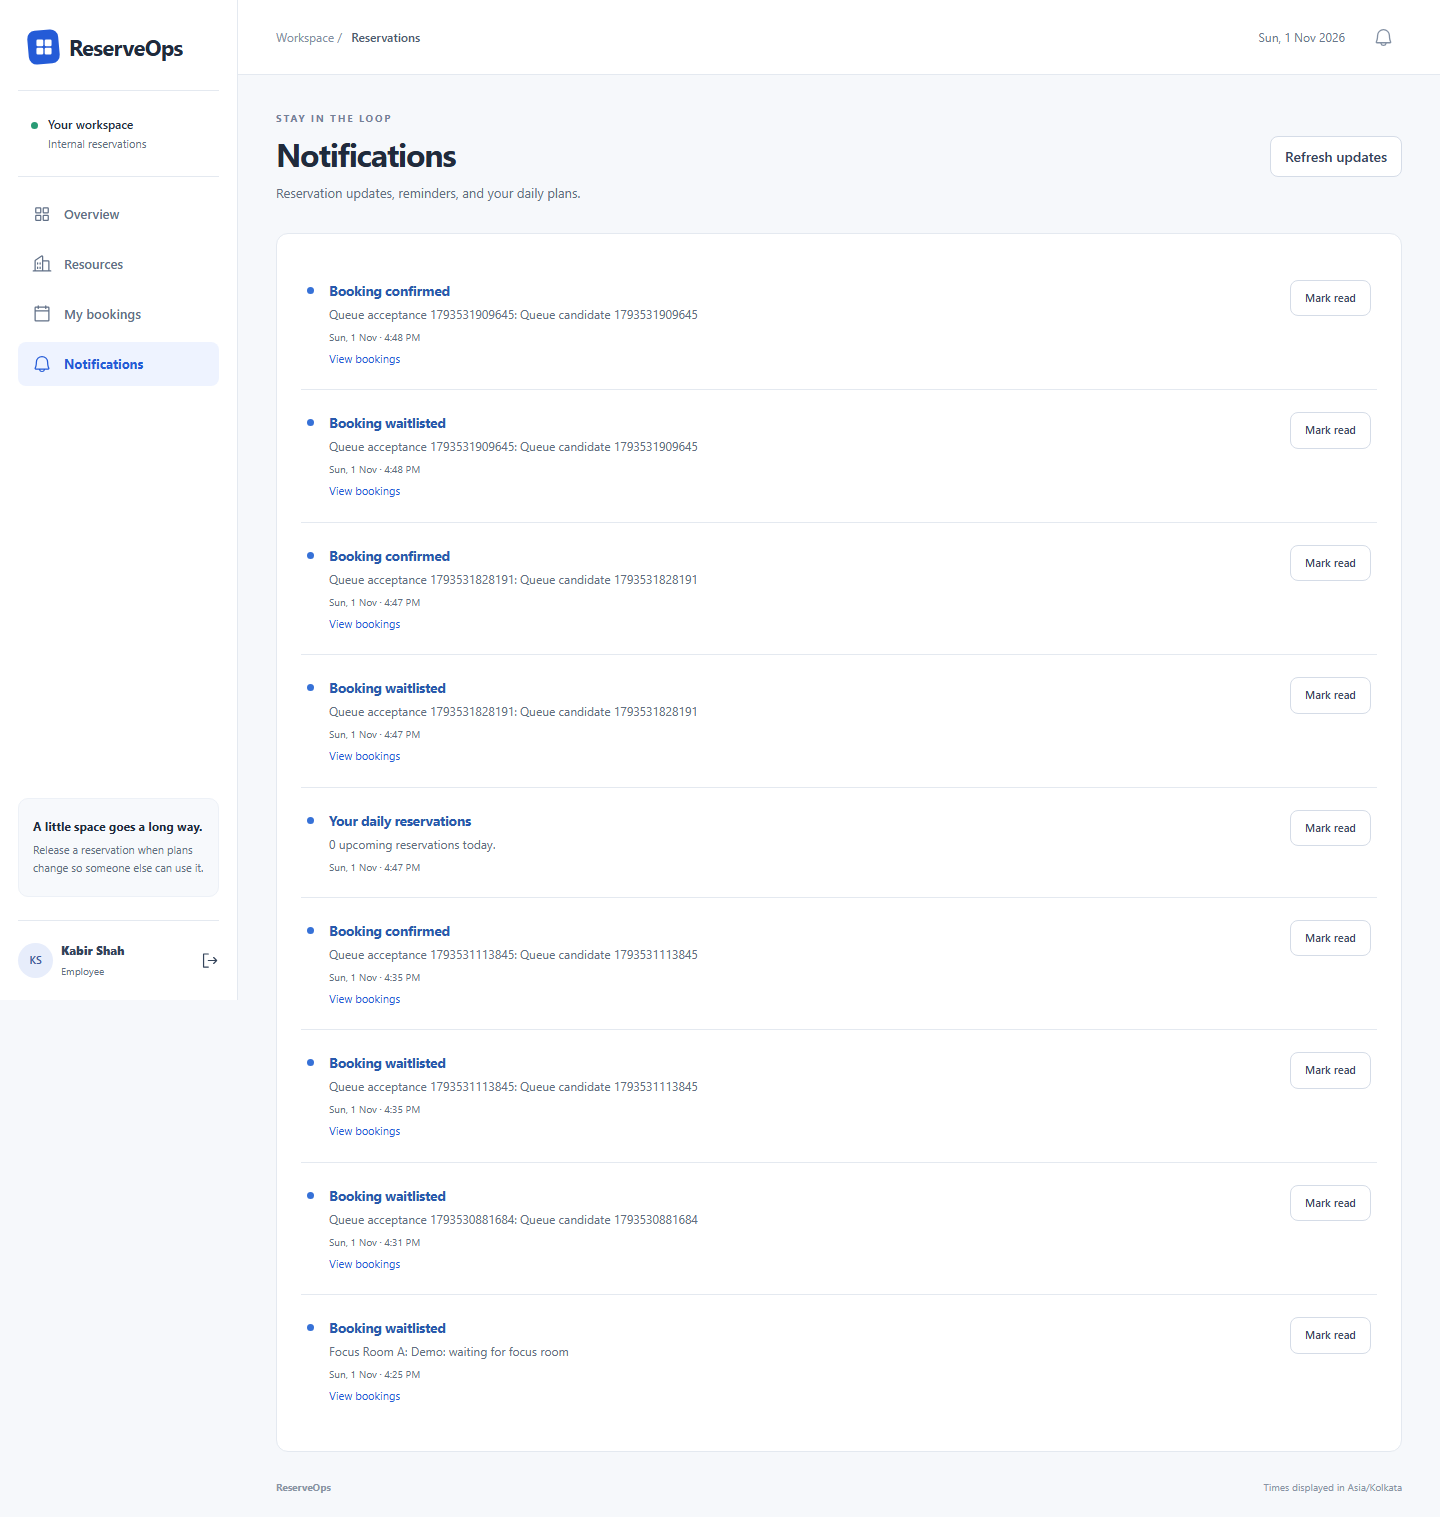 ReserveOps
Your workspace
Internal reservations
Overview
Resources
My bookings
Notifications
A little space goes a long way.
Release a reservation when plans
change so someone else can use it.
KS
Kabir Shah
Employee
Workspace / Reservations
Sun, 1 Nov 2026
STAY IN THE LOOP
Notifications
Reservation updates, reminders, and your daily plans.
Refresh updates
Booking confirmed
Queue acceptance 1793531909645: Queue candidate 1793531909645
Sun, 1 Nov · 4:48 PM
View bookings
Mark read
Booking waitlisted
Queue acceptance 1793531909645: Queue candidate 1793531909645
Sun, 1 Nov · 4:48 PM
View bookings
Mark read
Booking confirmed
Queue acceptance 1793531828191: Queue candidate 1793531828191
Sun, 1 Nov · 4:47 PM
View bookings
Mark read
Booking waitlisted
Queue acceptance 1793531828191: Queue candidate 1793531828191
Sun, 1 Nov · 4:47 PM
View bookings
Mark read
Your daily reservations
0 upcoming reservations today.
Sun, 1 Nov · 4:47 PM
Mark read
Booking confirmed
Queue acceptance 1793531113845: Queue candidate 1793531113845
Sun, 1 Nov · 4:35 PM
View bookings
Mark read
Booking waitlisted
Queue acceptance 1793531113845: Queue candidate 1793531113845
Sun, 1 Nov · 4:35 PM
View bookings
Mark read
Booking waitlisted
Queue acceptance 1793530881684: Queue candidate 1793530881684
Sun, 1 Nov · 4:31 PM
View bookings
Mark read
Booking waitlisted
Focus Room A: Demo: waiting for focus room
Sun, 1 Nov · 4:25 PM
View bookings
Mark read
ReserveOps
Times displayed in Asia/Kolkata